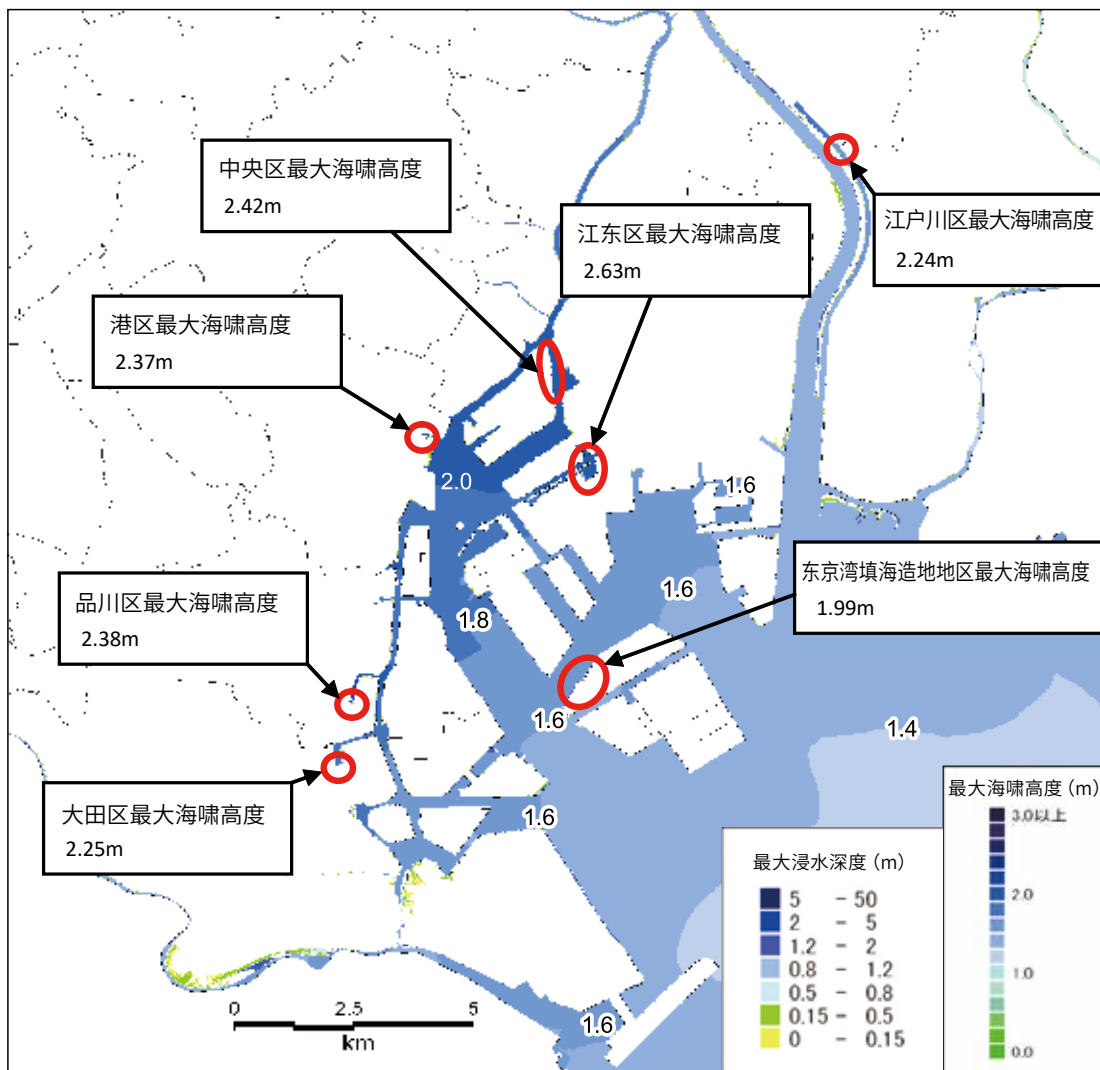 中央区最大海啸高度
2.42m
江东区最大海啸高度
2.63m
江户川区最大海啸高度
2.24m
港区最大海啸高度
2.37m
2.0
1.6
东京湾填海造地地区最大海啸高度
1.99m
1.6
品川区最大海啸高度
2.38m
1.8
1.6
1.4
大田区最大海啸高度
2.25m
1.6
最大浸水深度（m）
5 - 50
2 - 5
1.2 - 2
0.8 - 1.2
0.5 - 0.8
0.15 - 0.5
0 - 0.15
最大海啸高度（m）
3.0以上
2.0
1.0
0.0
0 2.5 5
km
1.6